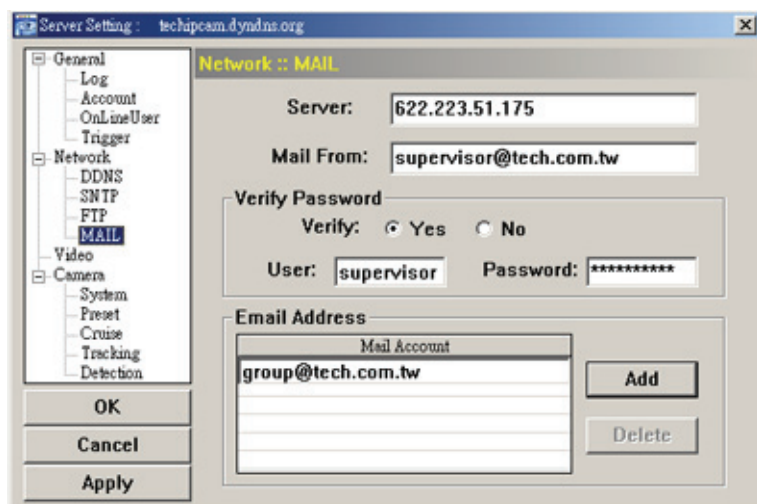 Server Setting : techipcam.dyndns.org
General
Log
Account
OnLineUser
Trigger
Network
DDNS
SNTP
FTP
MAIL
Video
Camera
System
Preset
Cruise
Tracking
Detection
OK
Cancel
Apply
Network :: MAIL
Server: 622.223.51.175
Mail From: supervisor@tech.com.tw
Verify Password
Verify: Yes No
User: supervisor Password: **********
Email Address
Mail Account
group@tech.com.tw
Add
Delete